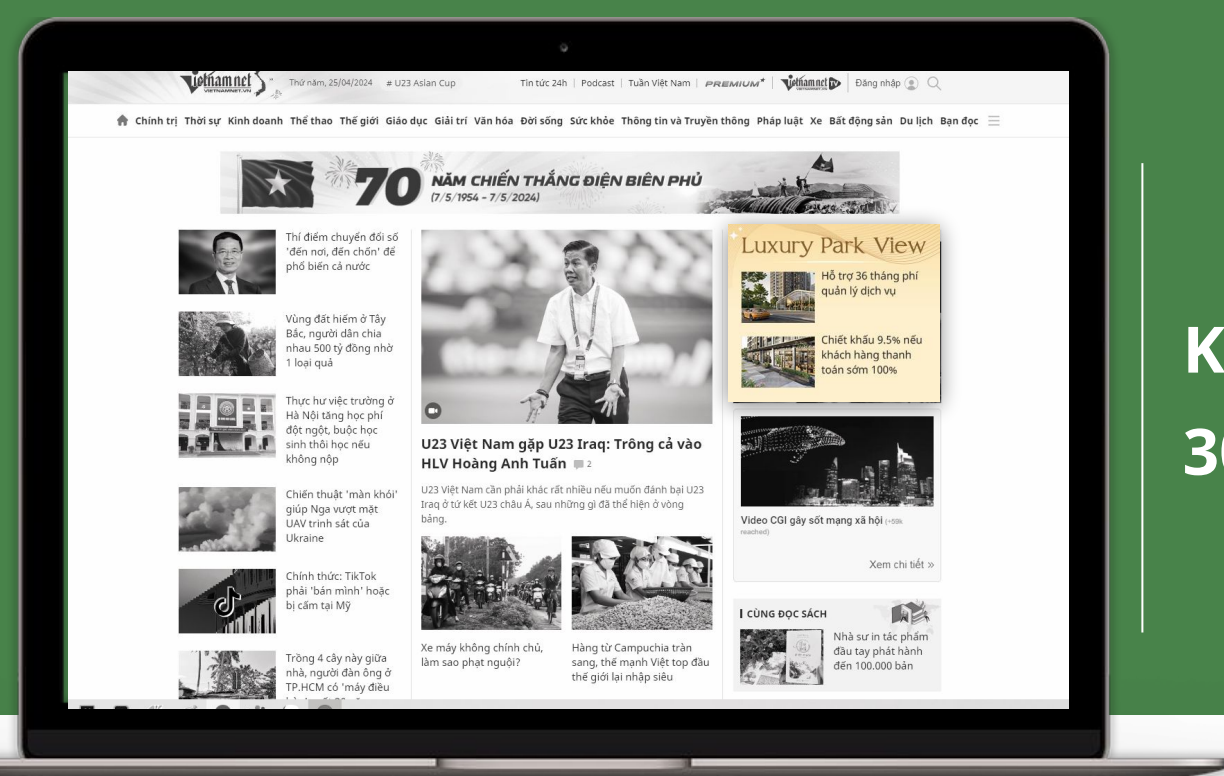 vietnamnet
VIETNAMNET.VN
Thứ năm, 25/04/2024
# U23 Asian Cup
Tin tức 24h | Podcast | Tuần Việt Nam | PREMIUM
vietnamnet TV
VIETNAMNET.VN
Đăng nhập
Chính trị Thời sự Kinh doanh Thể thao Thế giới Giáo dục Giải trí Văn hóa Đời sống Sức khỏe Thông tin và Truyền thông Pháp luật Xe Bất động sản Du lịch Bạn đọc
70 NĂM CHIẾN THẮNG ĐIỆN BIÊN PHỦ
(7/5/1954 - 7/5/2024)
Thí điểm chuyển đổi số
'đến nơi, đến chốn' để
phổ biến cả nước
Vùng đất hiếm ở Tây
Bắc, người dân chia
nhau 500 tỷ đồng nhờ
1 loại quả
Thực hư việc trường ở
Hà Nội tăng học phí
đột ngột, buộc học
sinh thôi học nếu
không nộp
Chiến thuật 'màn khói'
giúp Nga vượt mặt
UAV trinh sát của
Ukraine
Chính thức: TikTok
phải 'bán mình' hoặc
bị cấm tại Mỹ
Trồng 4 cây này giữa
nhà, người đàn ông ở
TP.HCM có 'máy điều
U23 Việt Nam gặp U23 Iraq: Trông cả vào
HLV Hoàng Anh Tuấn 2
U23 Việt Nam cần phải khác rất nhiều nếu muốn đánh bại U23
Iraq ở tứ kết U23 châu Á, sau những gì đã thể hiện ở vòng
bảng.
Xe máy không chính chủ,
làm sao phạt nguội?
Hàng từ Campuchia tràn
sang, thế mạnh Việt top đầu
thế giới lại nhập siêu
Luxury Park View
Hỗ trợ 36 tháng phí
quản lý dịch vụ
Chiết khấu 9.5% nếu
khách hàng thanh
toán sớm 100%
Video CGI gây sốt mạng xã hội (+59k
reached)
Xem chi tiết »
CÙNG ĐỌC SÁCH
Nhà sư in tác phẩm
đầu tay phát hành
đến 100.000 bản
K